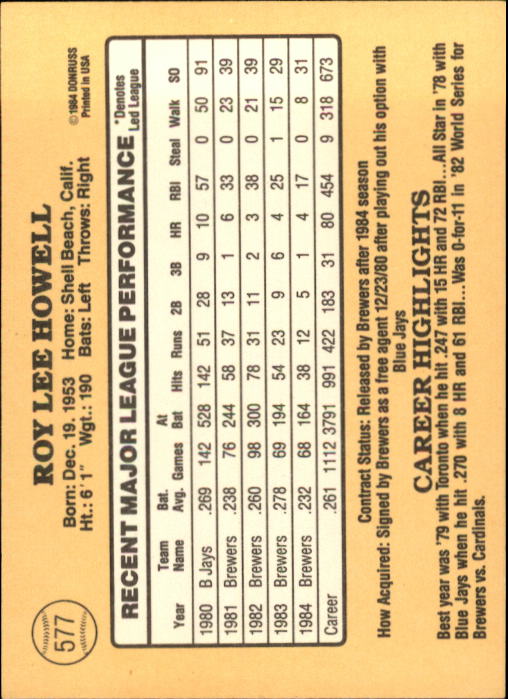 577
ROY LEE HOWELL
©1984 DONRUSS
Printed in USA
Born: Dec. 19, 1953 Home: Shell Beach, Calif.
Ht.: 6'1" Wgt.: 190 Bats: Left Throws: Right
RECENT MAJOR LEAGUE PERFORMANCE *Denotes Led League
Year Team Name Bat. Avg. Games At Bat Hits Runs 2B 3B HR RBI Steal Walk SO
1980 B Jays .269 142 528 142 51 28 9 10 57 0 50 91
1981 Brewers .238 76 244 58 37 13 1 6 33 0 23 39
1982 Brewers .260 98 300 78 31 11 2 3 38 0 21 39
1983 Brewers .278 69 194 54 23 9 6 4 25 1 15 29
1984 Brewers .232 68 164 38 12 5 1 4 17 0 8 31
Career .261 1112 3791 991 422 183 31 80 454 9 318 673
Contract Status: Released by Brewers after 1984 season
How Acquired: Signed by Brewers as a free agent 12/23/80 after playing out his option with
Blue Jays
CAREER HIGHLIGHTS
Best year was '79 with Toronto when he hit .247 with 15 HR and 72 RBI...All Star in '78 with
Blue Jays when he hit .270 with 8 HR and 61 RBI...Was 0-for-11 in '82 World Series for
Brewers vs. Cardinals.